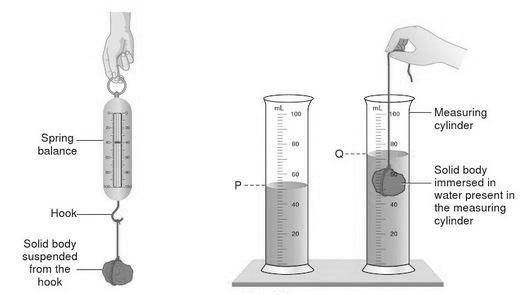 Spring
balance
Hook
Solid body
suspended
from the
hook
mL
100
80
60
40
20
P
mL
100
80
60
40
20
Q
Measuring
cylinder
Solid body
immersed in
water present in
the measuring
cylinder